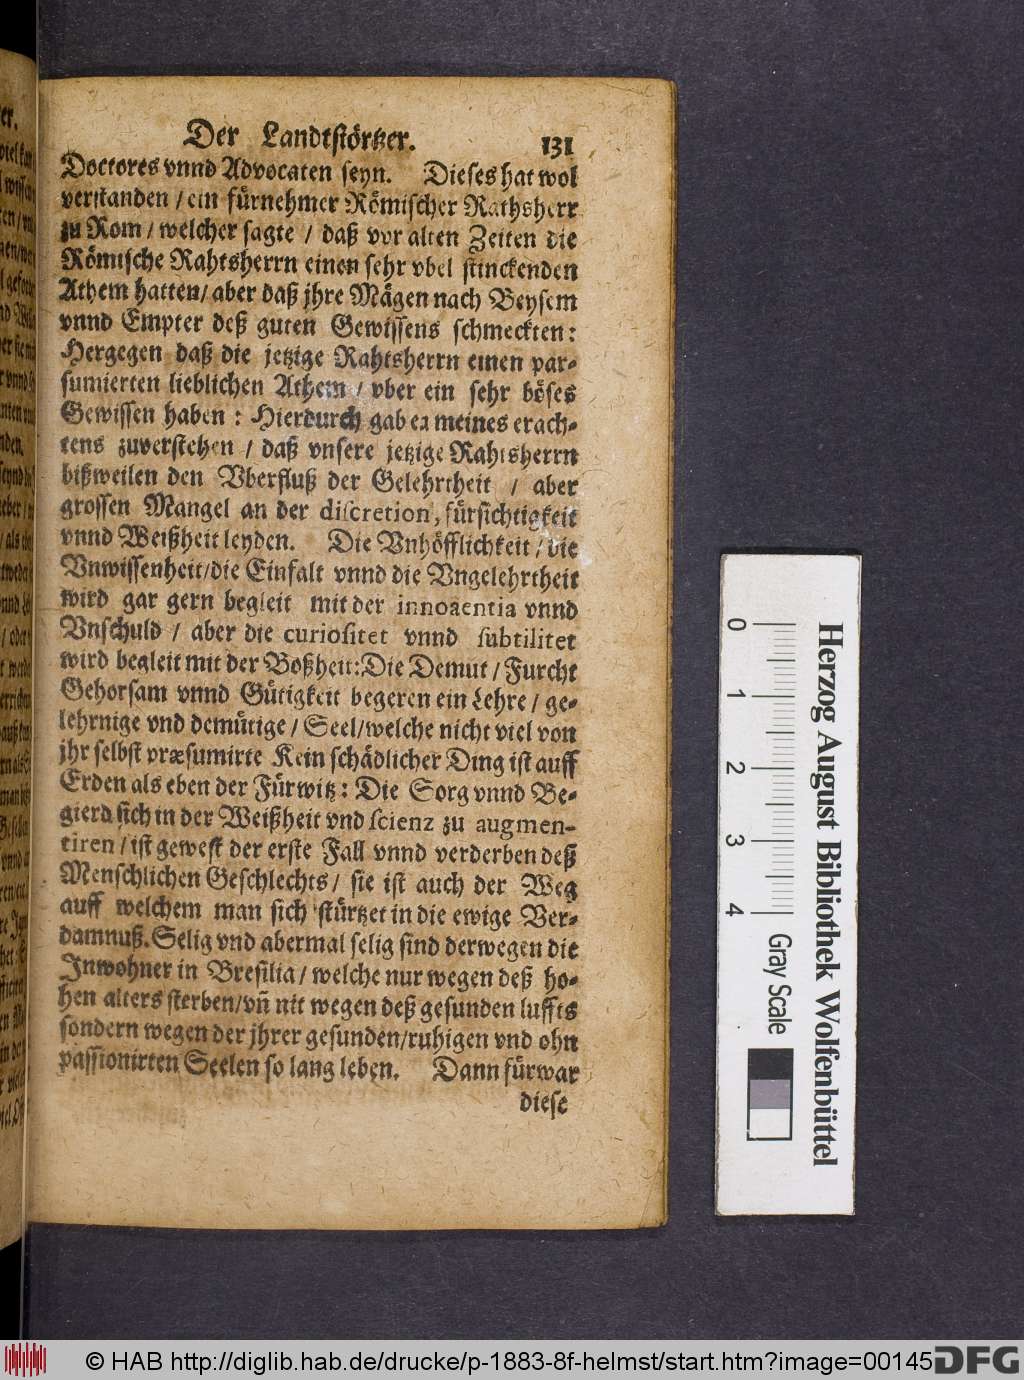 Der Landtstörtzer. 131
Doctores vnnd Advocaten seyn. Dieses hat wol
verstanden / ein fürnehmer Römischer Rathsherr
zu Rom / welcher sagte / daß vor alten Zeiten die
Römische Rahtsherrn einen sehr vbel stinckenden
Athem hatten / aber daß jhre Mägen nach Beysem
vnnd Empter deß guten Gewissens schmeckten:
Hergegen daß die jetzige Rahtsherrn einen par-
sumierten lieblichen Athem / vber ein sehr böses
Gewissen haben : Hierdurch gab er meines erach-
tens zuverstehen / daß vnsere jetzige Rahtsherrn
bißweilen den Vberfluß der Gelehrtheit / aber
grossen Mangel an der discretion, fürsichtigkeit
vnnd Weißheit leyden. Die Vnhöfflichkeit / die
Vnwissenheit / die Einfalt vnnd die Vngelehrtheit
wird gar gern begleit mit der innoaentia vnnd
Vnschuld / aber die curiositet vnnd subtilitet
wird begleit mit der Boßheit: Die Demut / Furcht
Gehorsam vnnd Gütigkeit begeren ein Lehre / ge-
lehrnige vnd demütige / Seel / welche nicht viel von
jhr selbst præsumirte Kein schädlicher Ding ist auff
Erden als eben der Fürwitz: Die Sorg vnnd Be-
gierd sich in der Weißheit vnd scienz zu augmen-
tiren / ist gewest der erste Fall vnnd verderben deß
Menschlichen Geschlechts / sie ist auch der Weg
auff welchem man sich stürtzet in die ewige Ver-
damnuß. Selig vnd abermal selig sind derwegen die
Inwohner in Bresilia / welche nur wegen deß ho-
hen alters sterben / vñ nit wegen deß gesunden luffts
sondern wegen der jhrer gesunden / ruhigen vnd ohn
passionirten Seelen so lang leben. Dann fürwar
diese
0 1 2 3 4
Herzog August Bibliothek Wolfenbüttel
Gray Scale
© HAB http://diglib.hab.de/drucke/p-1883-8f-helmst/start.htm?image=00145
DFG